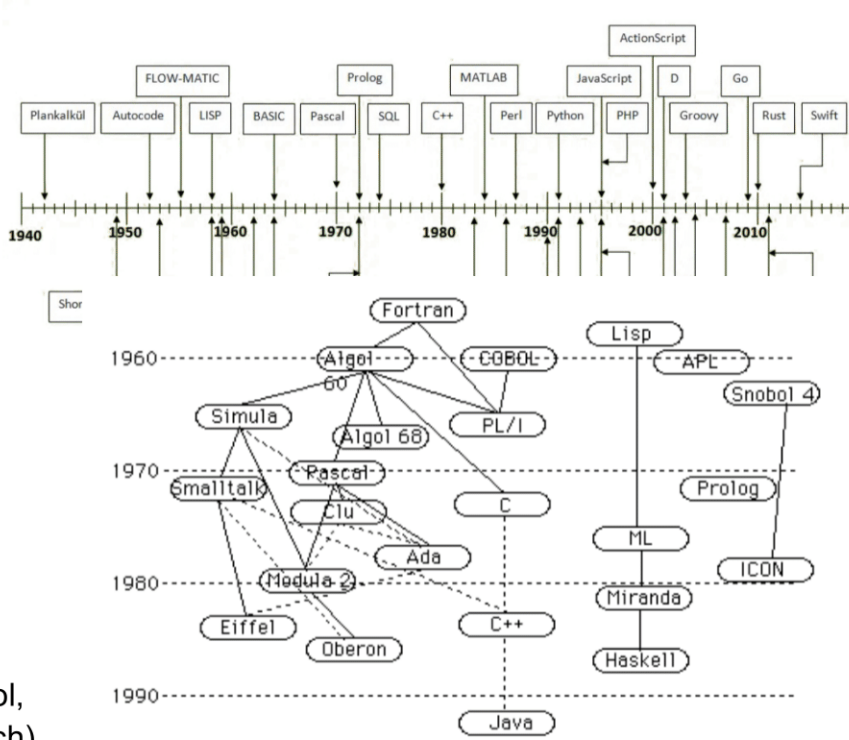 ActionScript
FLOW-MATIC Prolog MATLAB JavaScript D Go
Plankalkül Autocode LISP BASIC Pascal SQL C++ Perl Python PHP Groovy Rust Swift
1940 1950 1960 1970 1980 1990 2000 2010
Shor
Fortran
Lisp
1960 Algol 60 COBOL APL
Snobol 4
Simula
Algol 68 PL/I
1970 Pascal
Smalltalk Prolog
Clu C
ML
Ada
ICON
1980 Modula 2
Miranda
Eiffel C++
Oberon
Haskell
ol,
1990
Java
ch)